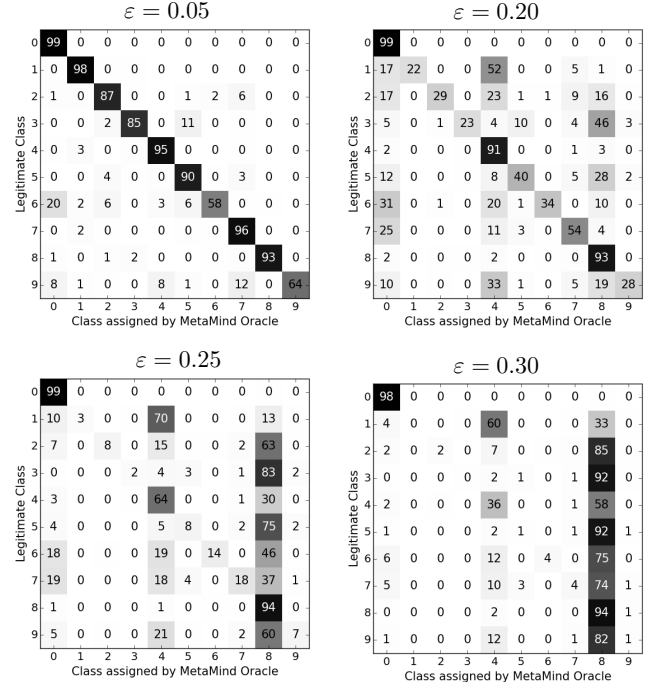 ε = 0.05
Legitimate Class
0 99 0 0 0 0 0 0 0 0 0
1 0 98 0 0 0 0 0 0 0 0
2 1 0 87 0 0 1 2 6 0 0
3 0 0 2 85 0 11 0 0 0 0
4 0 3 0 0 95 0 0 0 0 0
5 0 0 4 0 0 90 0 3 0 0
6 20 2 6 0 3 6 58 0 0 0
7 0 2 0 0 0 0 0 96 0 0
8 1 0 1 2 0 0 0 0 93 0
9 8 1 0 0 8 1 0 12 0 64
0 1 2 3 4 5 6 7 8 9
Class assigned by MetaMind Oracle
ε = 0.20
Legitimate Class
0 99 0 0 0 0 0 0 0 0 0
1 17 22 0 0 52 0 0 5 1 0
2 17 0 29 0 23 1 1 9 16 0
3 5 0 1 23 4 10 0 4 46 3
4 2 0 0 0 91 0 0 1 3 0
5 12 0 0 0 8 40 0 5 28 2
6 31 0 1 0 20 1 34 0 10 0
7 25 0 0 0 11 3 0 54 4 0
8 2 0 0 0 2 0 0 0 93 0
9 10 0 0 0 33 1 0 5 19 28
0 1 2 3 4 5 6 7 8 9
Class assigned by MetaMind Oracle
ε = 0.25
Legitimate Class
0 99 0 0 0 0 0 0 0 0 0
1 10 3 0 0 70 0 0 0 13 0
2 7 0 8 0 15 0 0 2 63 0
3 0 0 0 2 4 3 0 1 83 2
4 3 0 0 0 64 0 0 1 30 0
5 4 0 0 0 5 8 0 2 75 2
6 18 0 0 0 19 0 14 0 46 0
7 19 0 0 0 18 4 0 18 37 1
8 1 0 0 0 1 0 0 0 94 0
9 5 0 0 0 21 0 0 2 60 7
0 1 2 3 4 5 6 7 8 9
Class assigned by MetaMind Oracle
ε = 0.30
Legitimate Class
0 98 0 0 0 0 0 0 0 0 0
1 4 0 0 0 60 0 0 0 33 0
2 2 0 2 0 7 0 0 0 85 0
3 0 0 0 0 2 1 0 1 92 0
4 2 0 0 0 36 0 0 0 58 0
5 1 0 0 0 2 1 0 1 92 1
6 6 0 0 0 12 0 4 0 75 0
7 5 0 0 0 10 3 0 4 74 1
8 0 0 0 0 2 0 0 0 94 1
9 1 0 0 0 12 0 0 1 82 1
0 1 2 3 4 5 6 7 8 9
Class assigned by MetaMind Oracle